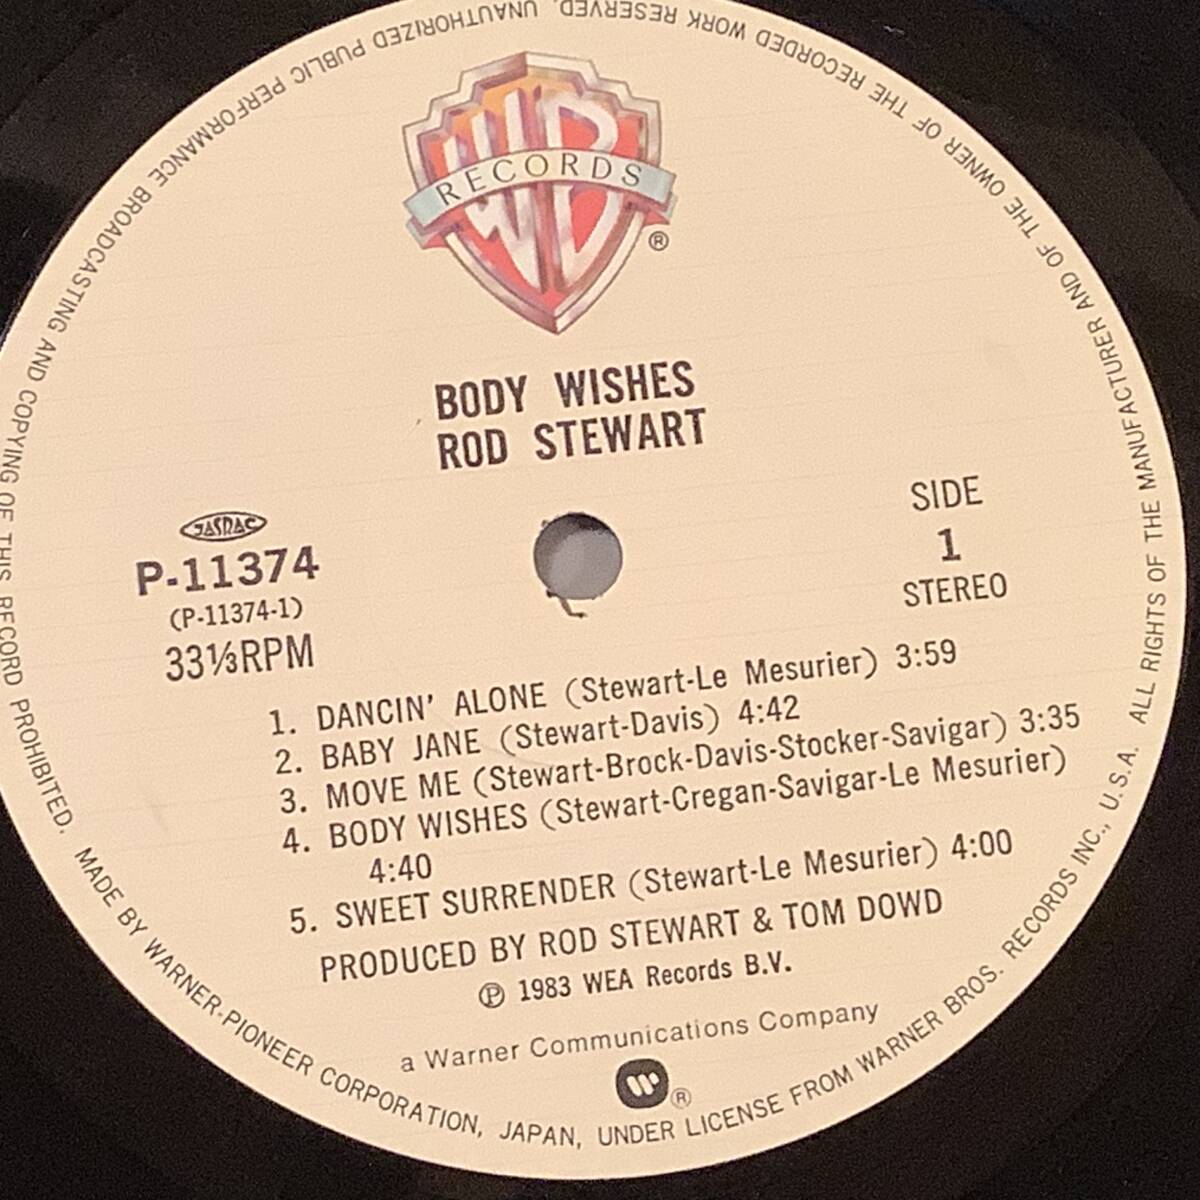 WB
RECORDS
®
BODY WISHES
ROD STEWART
JASRAC
P-11374
(P-11374-1)
33⅓RPM
SIDE
1
STEREO
1. DANCIN' ALONE (Stewart-Le Mesurier) 3:59
2. BABY JANE (Stewart-Davis) 4:42
3. MOVE ME (Stewart-Brock-Davis-Stocker-Savigar) 3:35
4. BODY WISHES (Stewart-Cregan-Savigar-Le Mesurier)
4:40
5. SWEET SURRENDER (Stewart-Le Mesurier) 4:00
PRODUCED BY ROD STEWART & TOM DOWD
℗ 1983 WEA Records B.V.
a Warner Communications Company
®
MADE BY WARNER-PIONEER CORPORATION, JAPAN, UNDER LICENSE FROM WARNER BROS. RECORDS INC., U.S.A. ALL RIGHTS OF THE MANUFACTURER AND OF THE OWNER OF THE RECORDED WORK RESERVED. UNAUTHORIZED PUBLIC PERFORMANCE BROADCASTING AND COPYING OF THIS RECORD PROHIBITED.